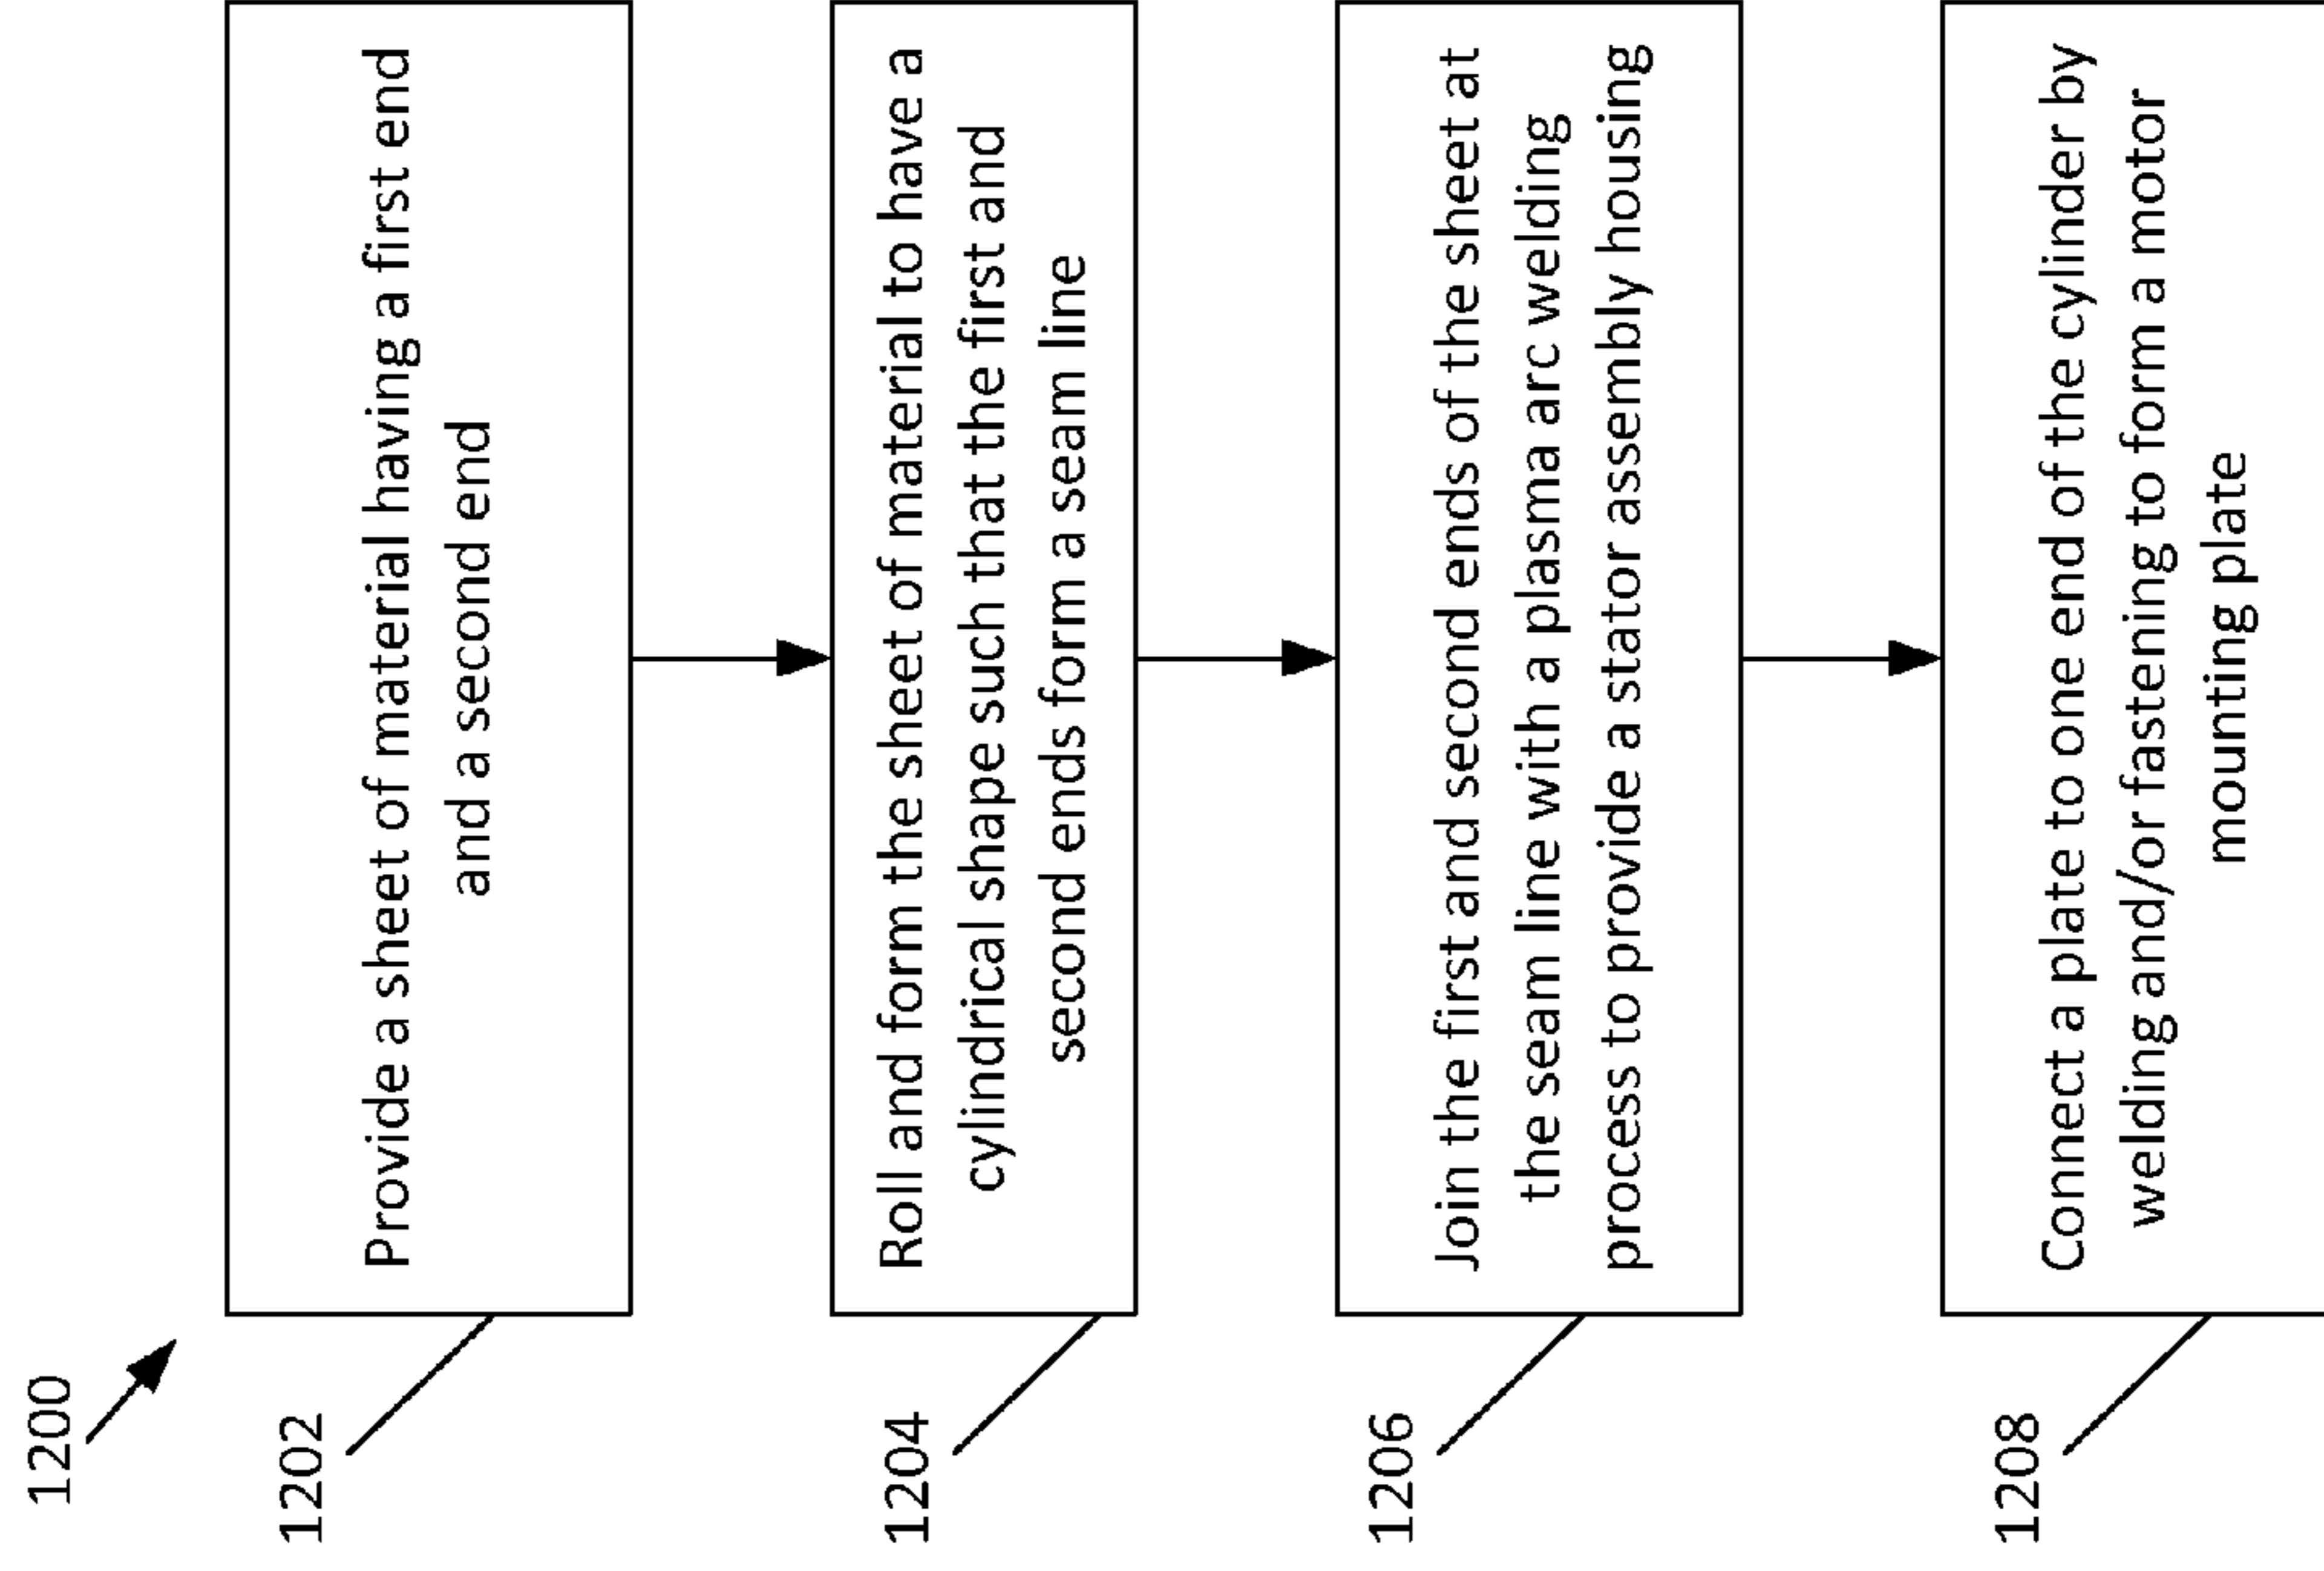 1200
1202
Provide a sheet of material having a first end
and a second end
1204
Roll and form the sheet of material to have a
cylindrical shape such that the first and
second ends form a seam line
1206
Join the first and second ends of the sheet at
the seam line with a plasma arc welding
process to provide a stator assembly housing
1208
Connect a plate to one end of the cylinder by
welding and/or fastening to form a motor
mounting plate